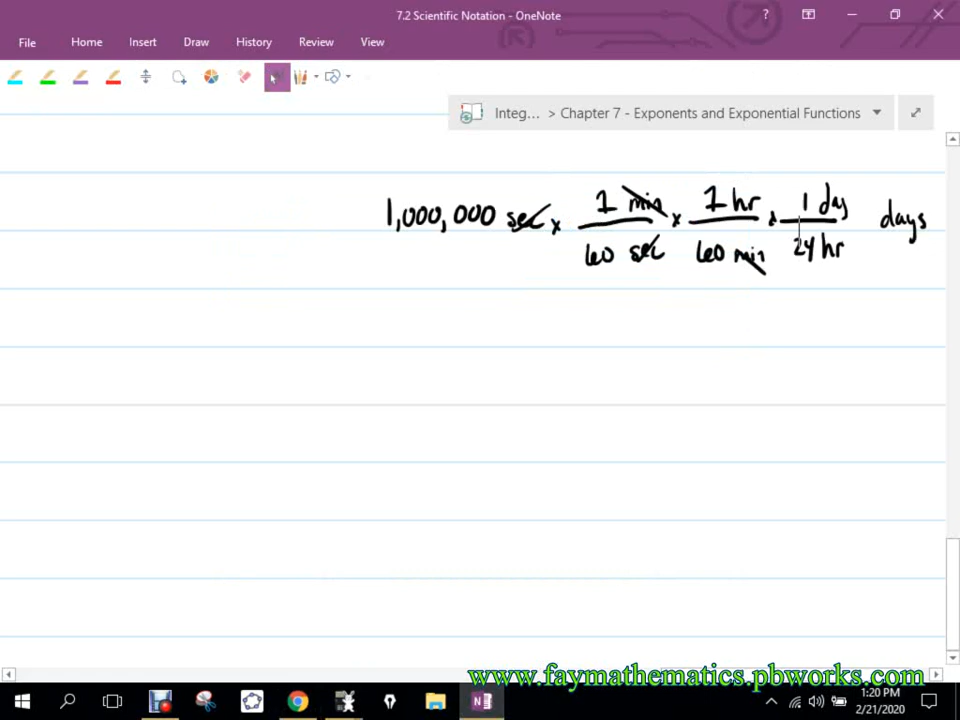 7.2 Scientific Notation - OneNote
?
File Home Insert Draw History Review View
Integ... > Chapter 7 - Exponents and Exponential Functions
1,000,000 sec x 1 min / 60 sec x 1 hr / 60 min x 1 day / 24 hr days
www.faymathematics.pbworks.com
1:20 PM
2/21/2020